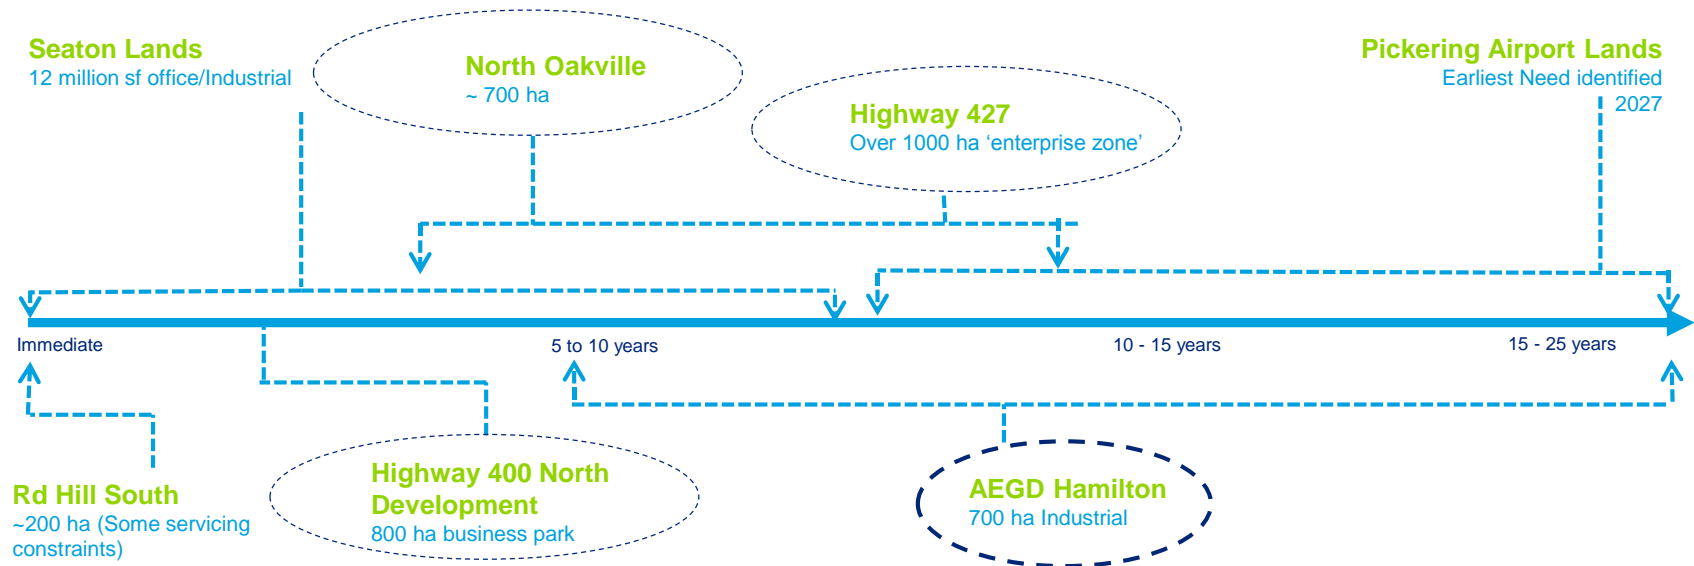 Seaton Lands
12 million sf office/Industrial
North Oakville
~ 700 ha
Highway 427
Over 1000 ha ‘enterprise zone’
Pickering Airport Lands
Earliest Need identified
2027
Immediate
5 to 10 years
10 - 15 years
15 - 25 years
Rd Hill South
~200 ha (Some servicing
constraints)
Highway 400 North
Development
800 ha business park
AEGD Hamilton
700 ha Industrial